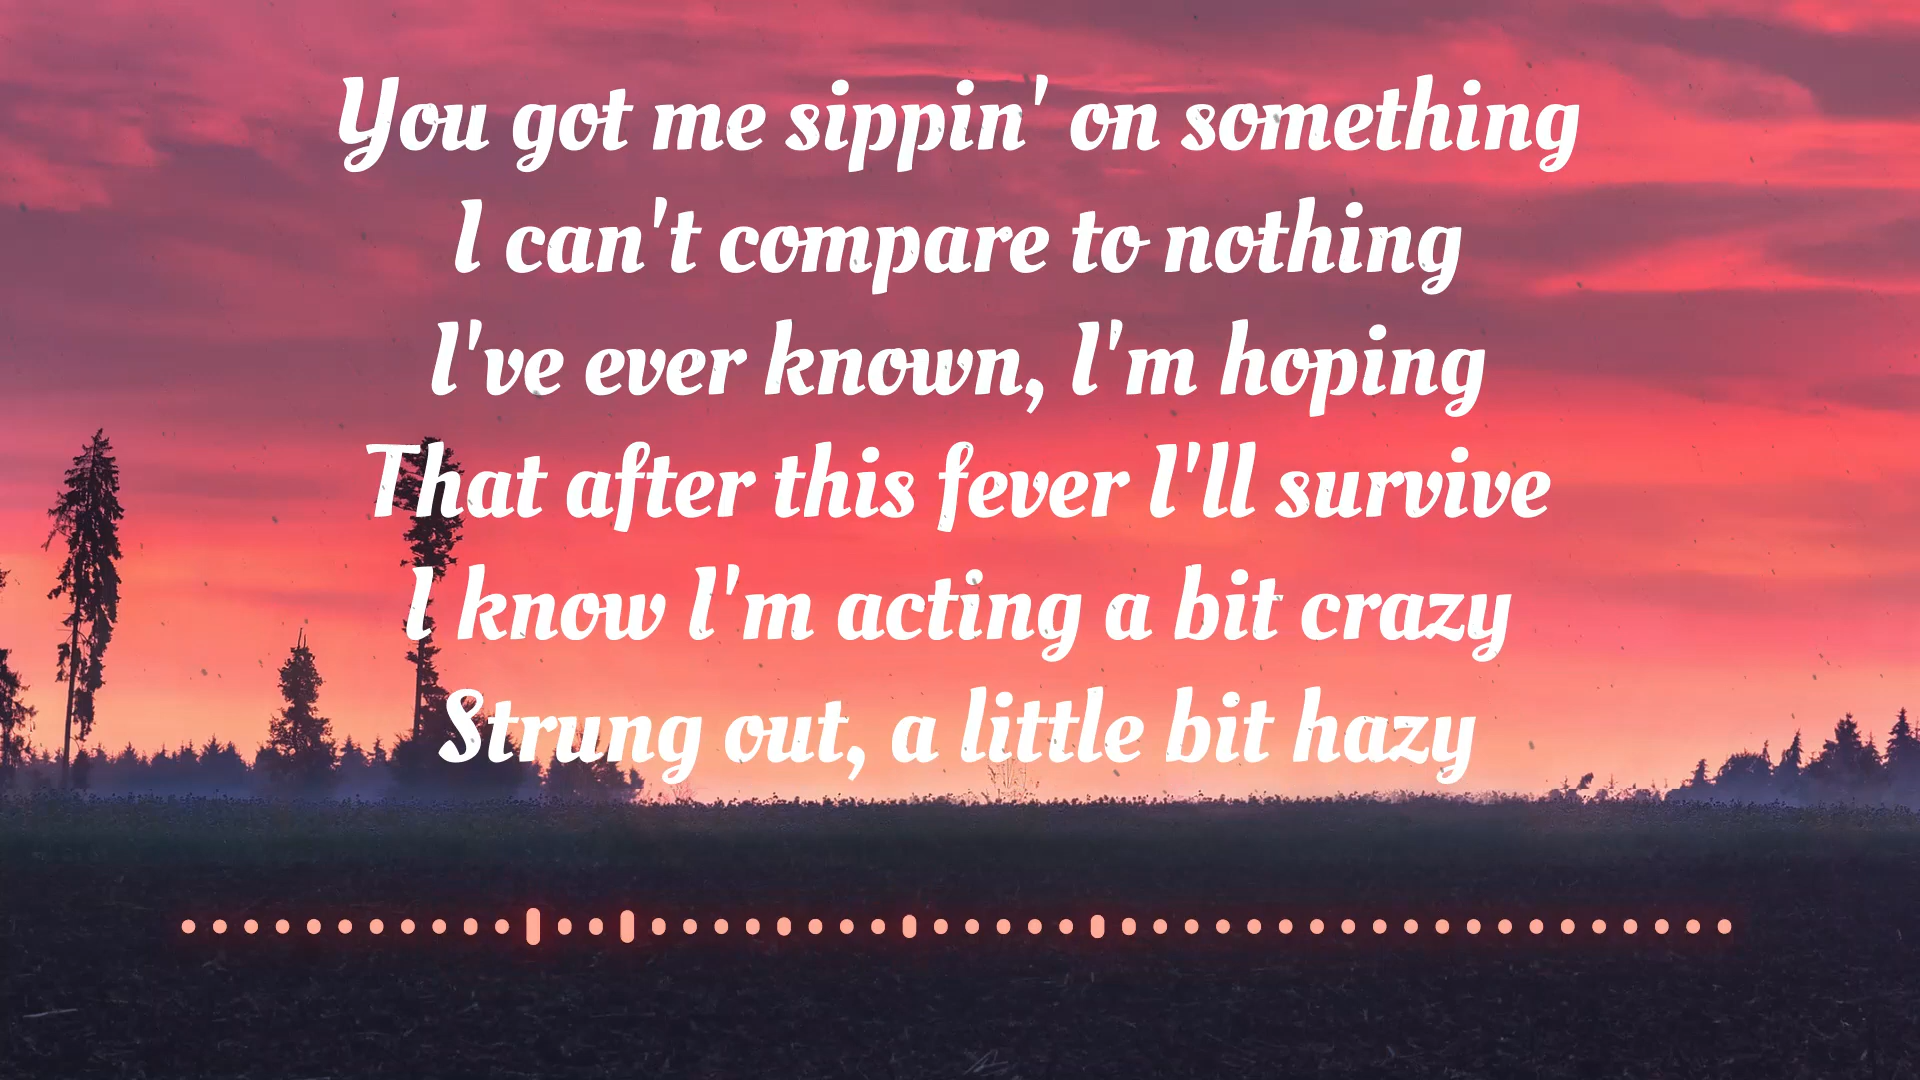 You got me sippin' on something
I can't compare to nothing
I've ever known, I'm hoping
That after this fever I'll survive
I know I'm acting a bit crazy
Strung out, a little bit hazy